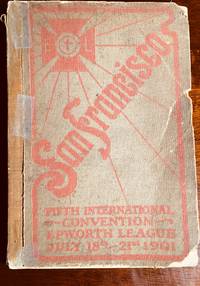 San Francisco
FIFTH INTERNATIONAL
CONVENTION
EPWORTH LEAGUE
JULY 18TH-21ST 1901